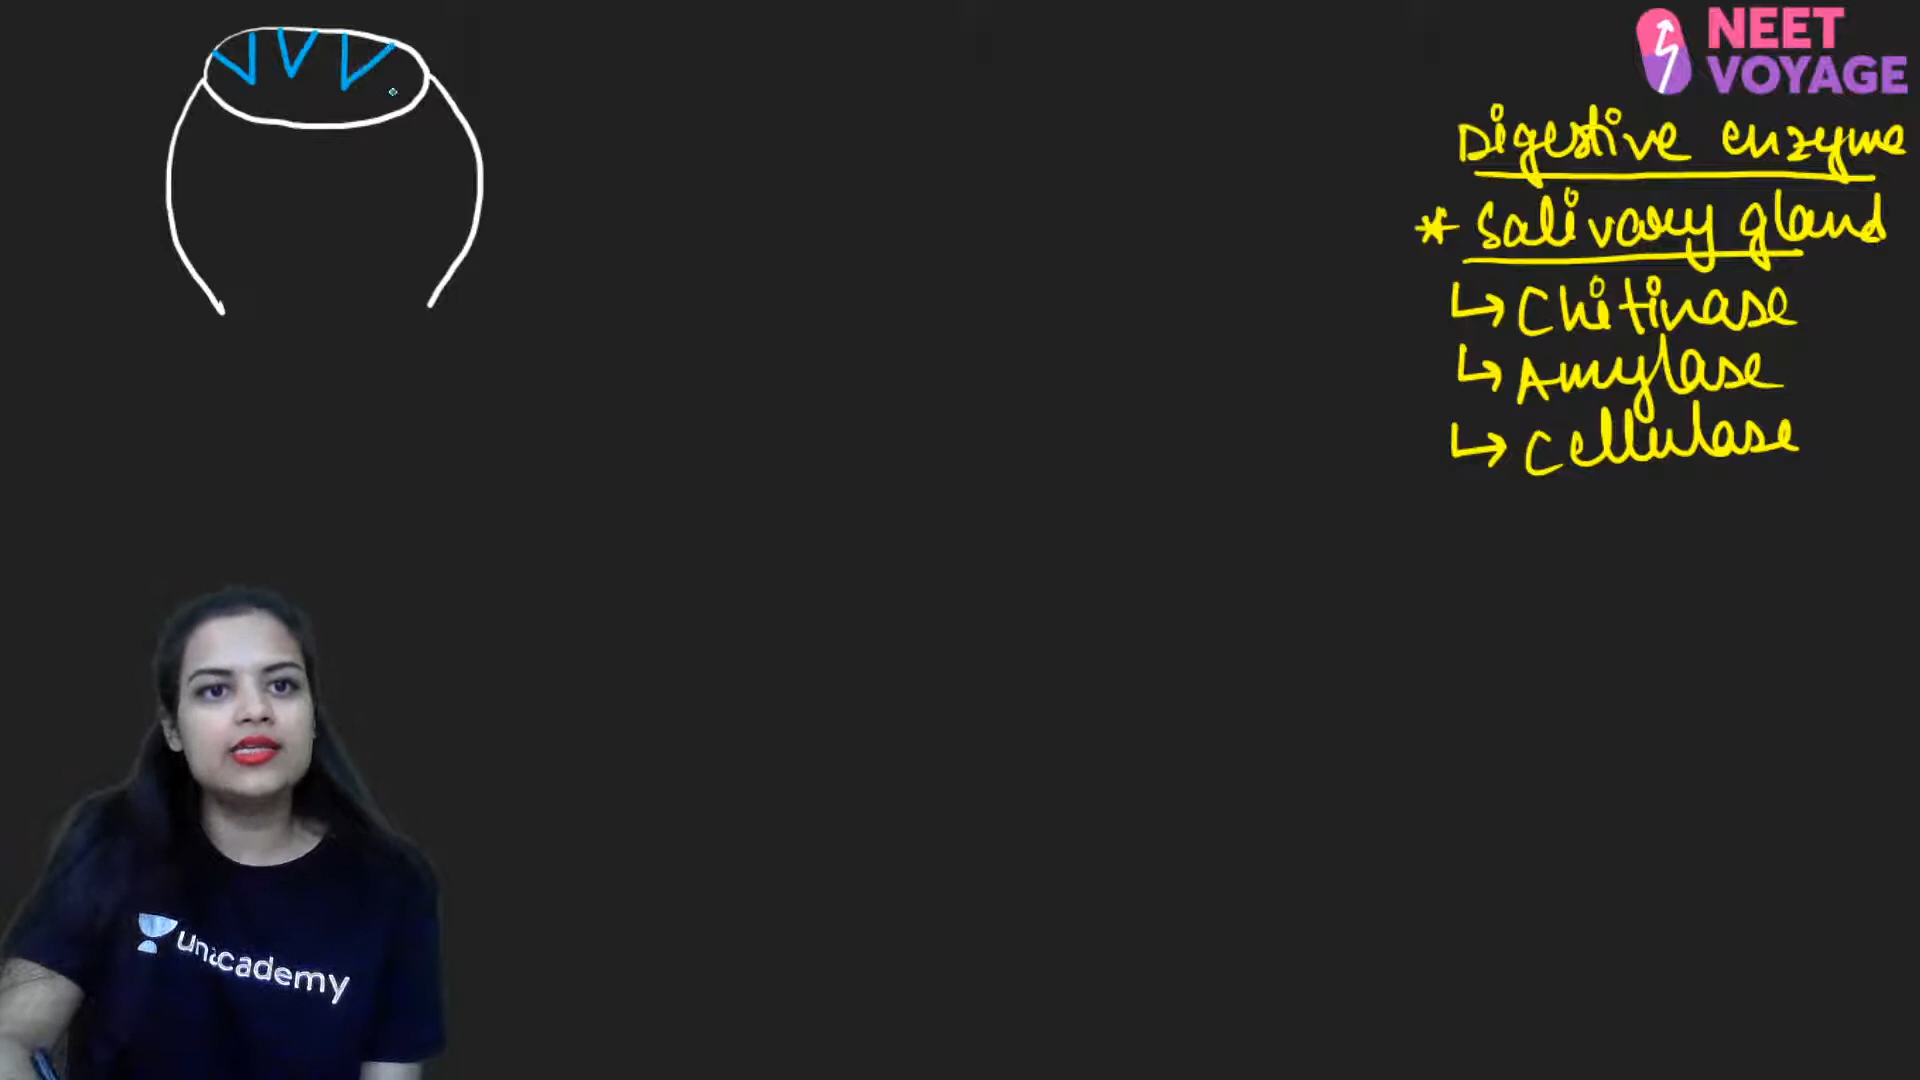 NEET
VOYAGE
Digestive enzyme
* Salivary gland
↳ Chitinase
↳ Amylase
↳ Cellulase
unacademy